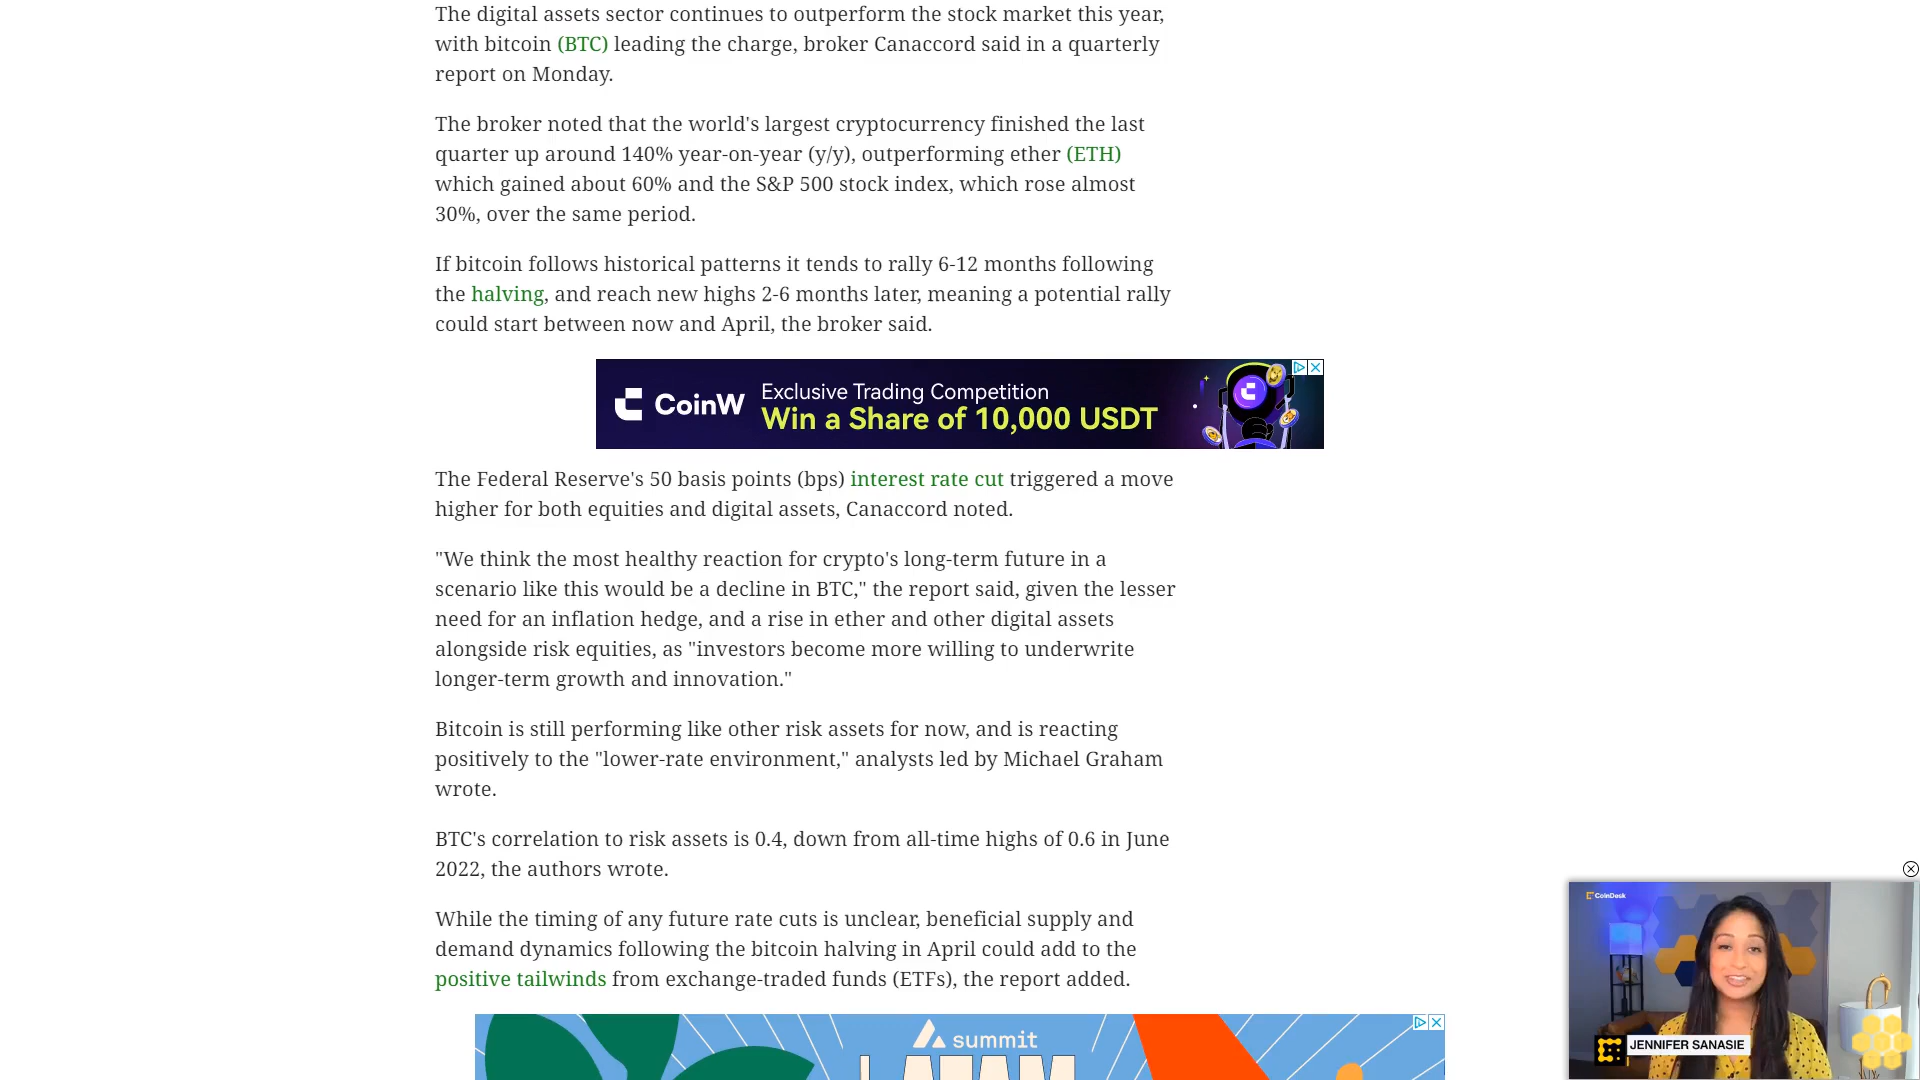 The digital assets sector continues to outperform the stock market this year,
with bitcoin (BTC) leading the charge, broker Canaccord said in a quarterly
report on Monday.
The broker noted that the world's largest cryptocurrency finished the last
quarter up around 140% year-on-year (y/y), outperforming ether (ETH)
which gained about 60% and the S&P 500 stock index, which rose almost
30%, over the same period.
If bitcoin follows historical patterns it tends to rally 6-12 months following
the halving, and reach new highs 2-6 months later, meaning a potential rally
could start between now and April, the broker said.
CoinW
Exclusive Trading Competition
Win a Share of 10,000 USDT
The Federal Reserve's 50 basis points (bps) interest rate cut triggered a move
higher for both equities and digital assets, Canaccord noted.
"We think the most healthy reaction for crypto's long-term future in a
scenario like this would be a decline in BTC," the report said, given the lesser
need for an inflation hedge, and a rise in ether and other digital assets
alongside risk equities, as "investors become more willing to underwrite
longer-term growth and innovation."
Bitcoin is still performing like other risk assets for now, and is reacting
positively to the "lower-rate environment," analysts led by Michael Graham
wrote.
BTC's correlation to risk assets is 0.4, down from all-time highs of 0.6 in June
2022, the authors wrote.
While the timing of any future rate cuts is unclear, beneficial supply and
demand dynamics following the bitcoin halving in April could add to the
positive tailwinds from exchange-traded funds (ETFs), the report added.
summit
CoinDesk
JENNIFER SANASIE